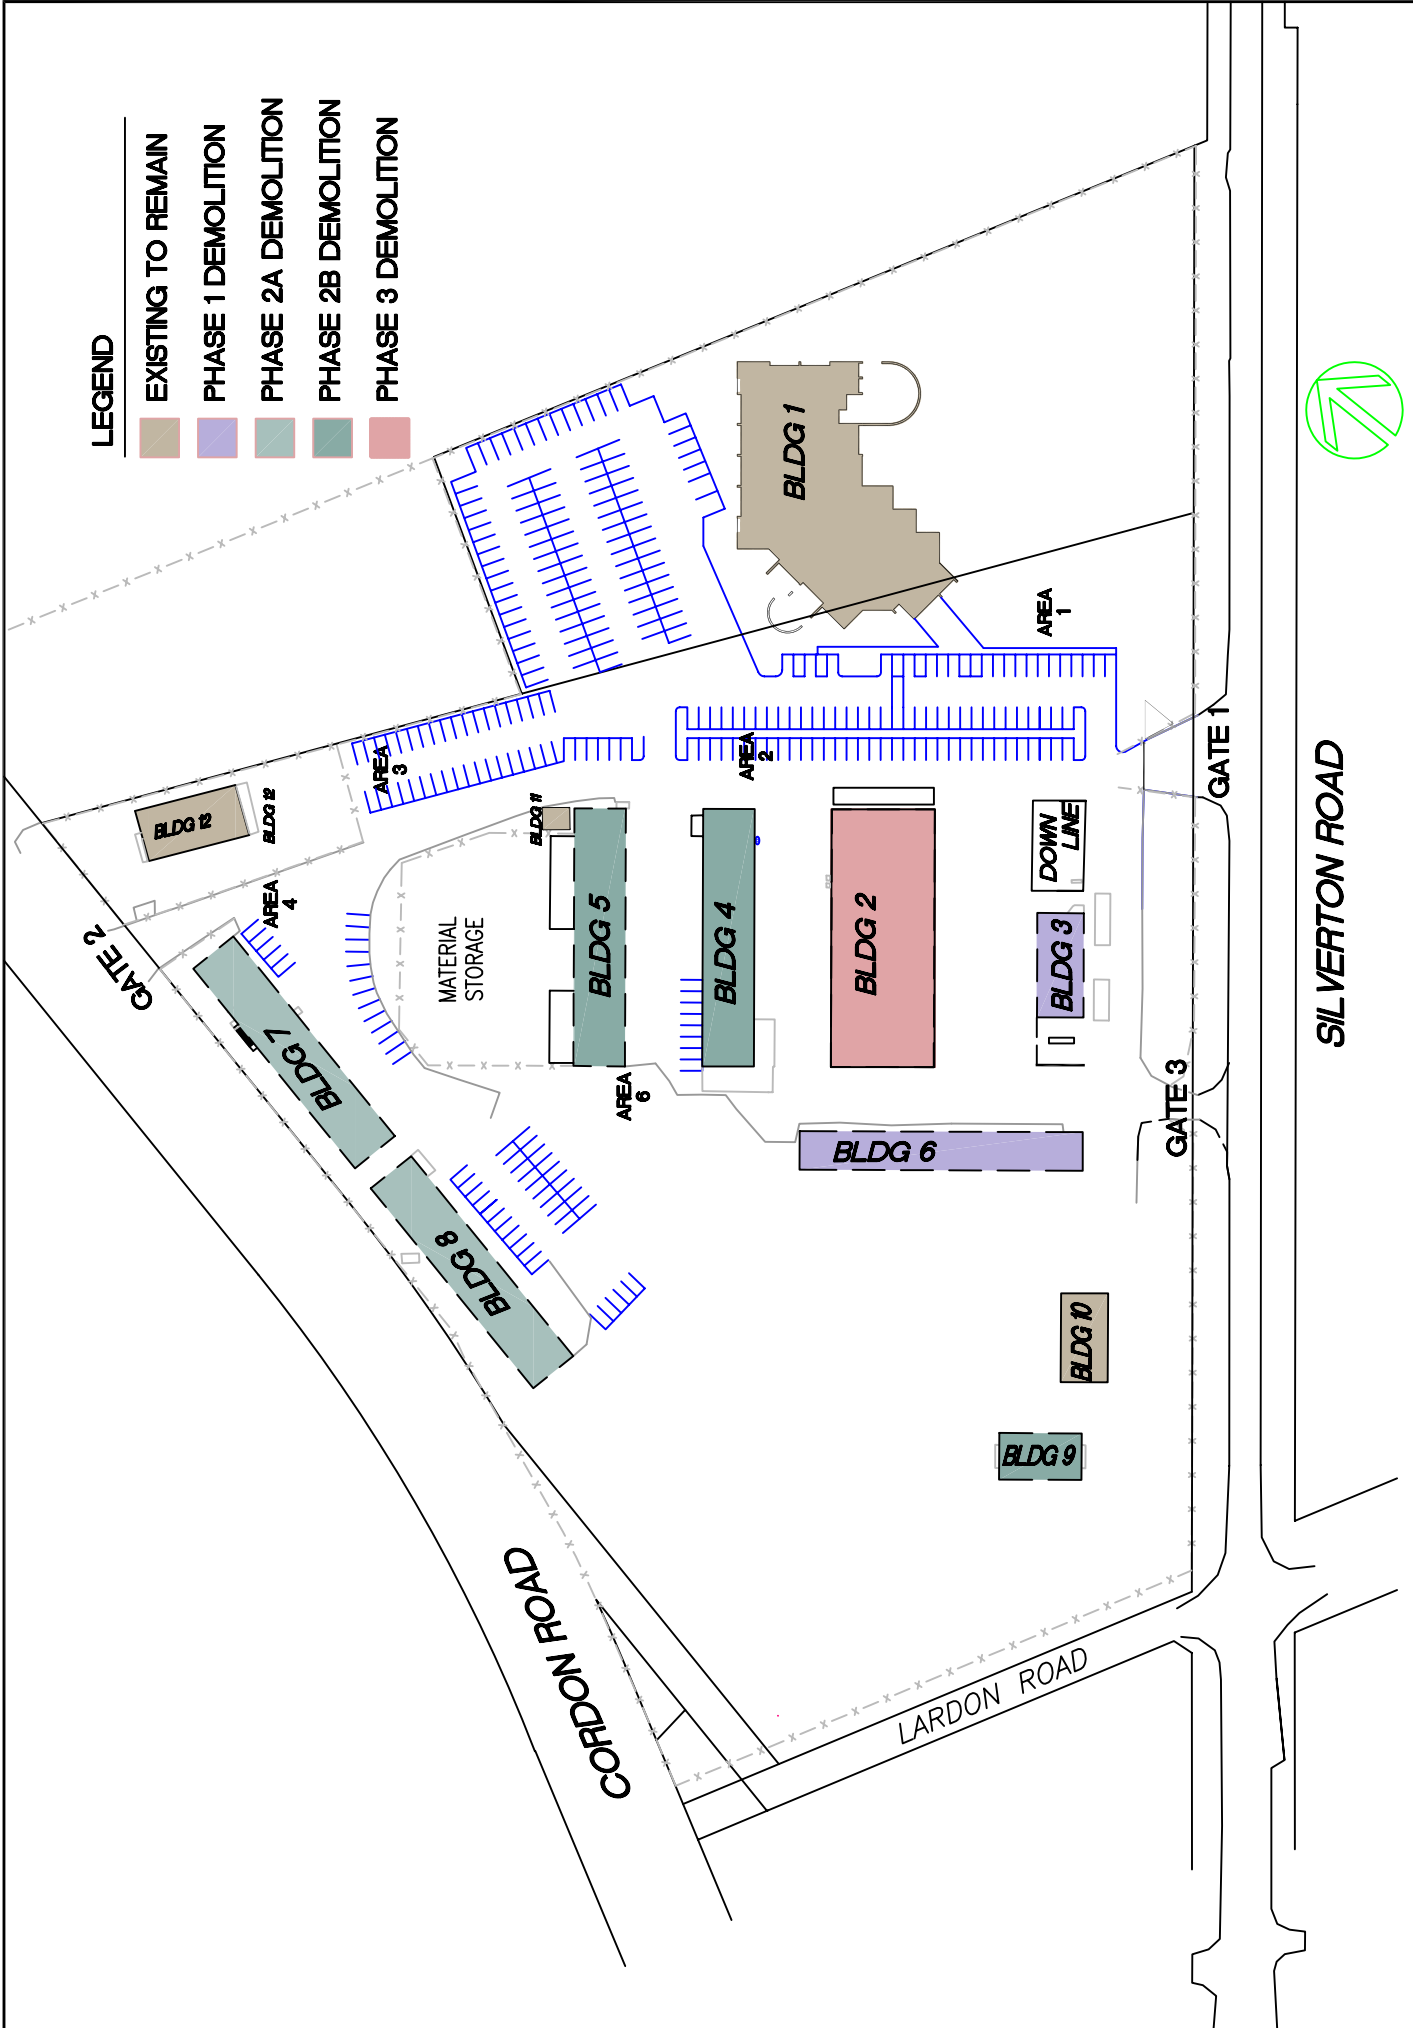 LEGEND
EXISTING TO REMAIN
PHASE 1 DEMOLITION
PHASE 2A DEMOLITION
PHASE 2B DEMOLITION
PHASE 3 DEMOLITION
BLDG 12
BLDG 12
GATE 2
AREA
4
AREA
3
BLDG 7
BLDG 8
MATERIAL
STORAGE
BLDG 11
BLDG 5
AREA
6
BLDG 4
AREA
2
BLDG 1
BLDG 2
BLDG 6
AREA
1
DOWN
LINE
BLDG 3
BLDG 10
BLDG 9
GATE 1
GATE 3
CORDON ROAD
LARDON ROAD
SILVERTON ROAD